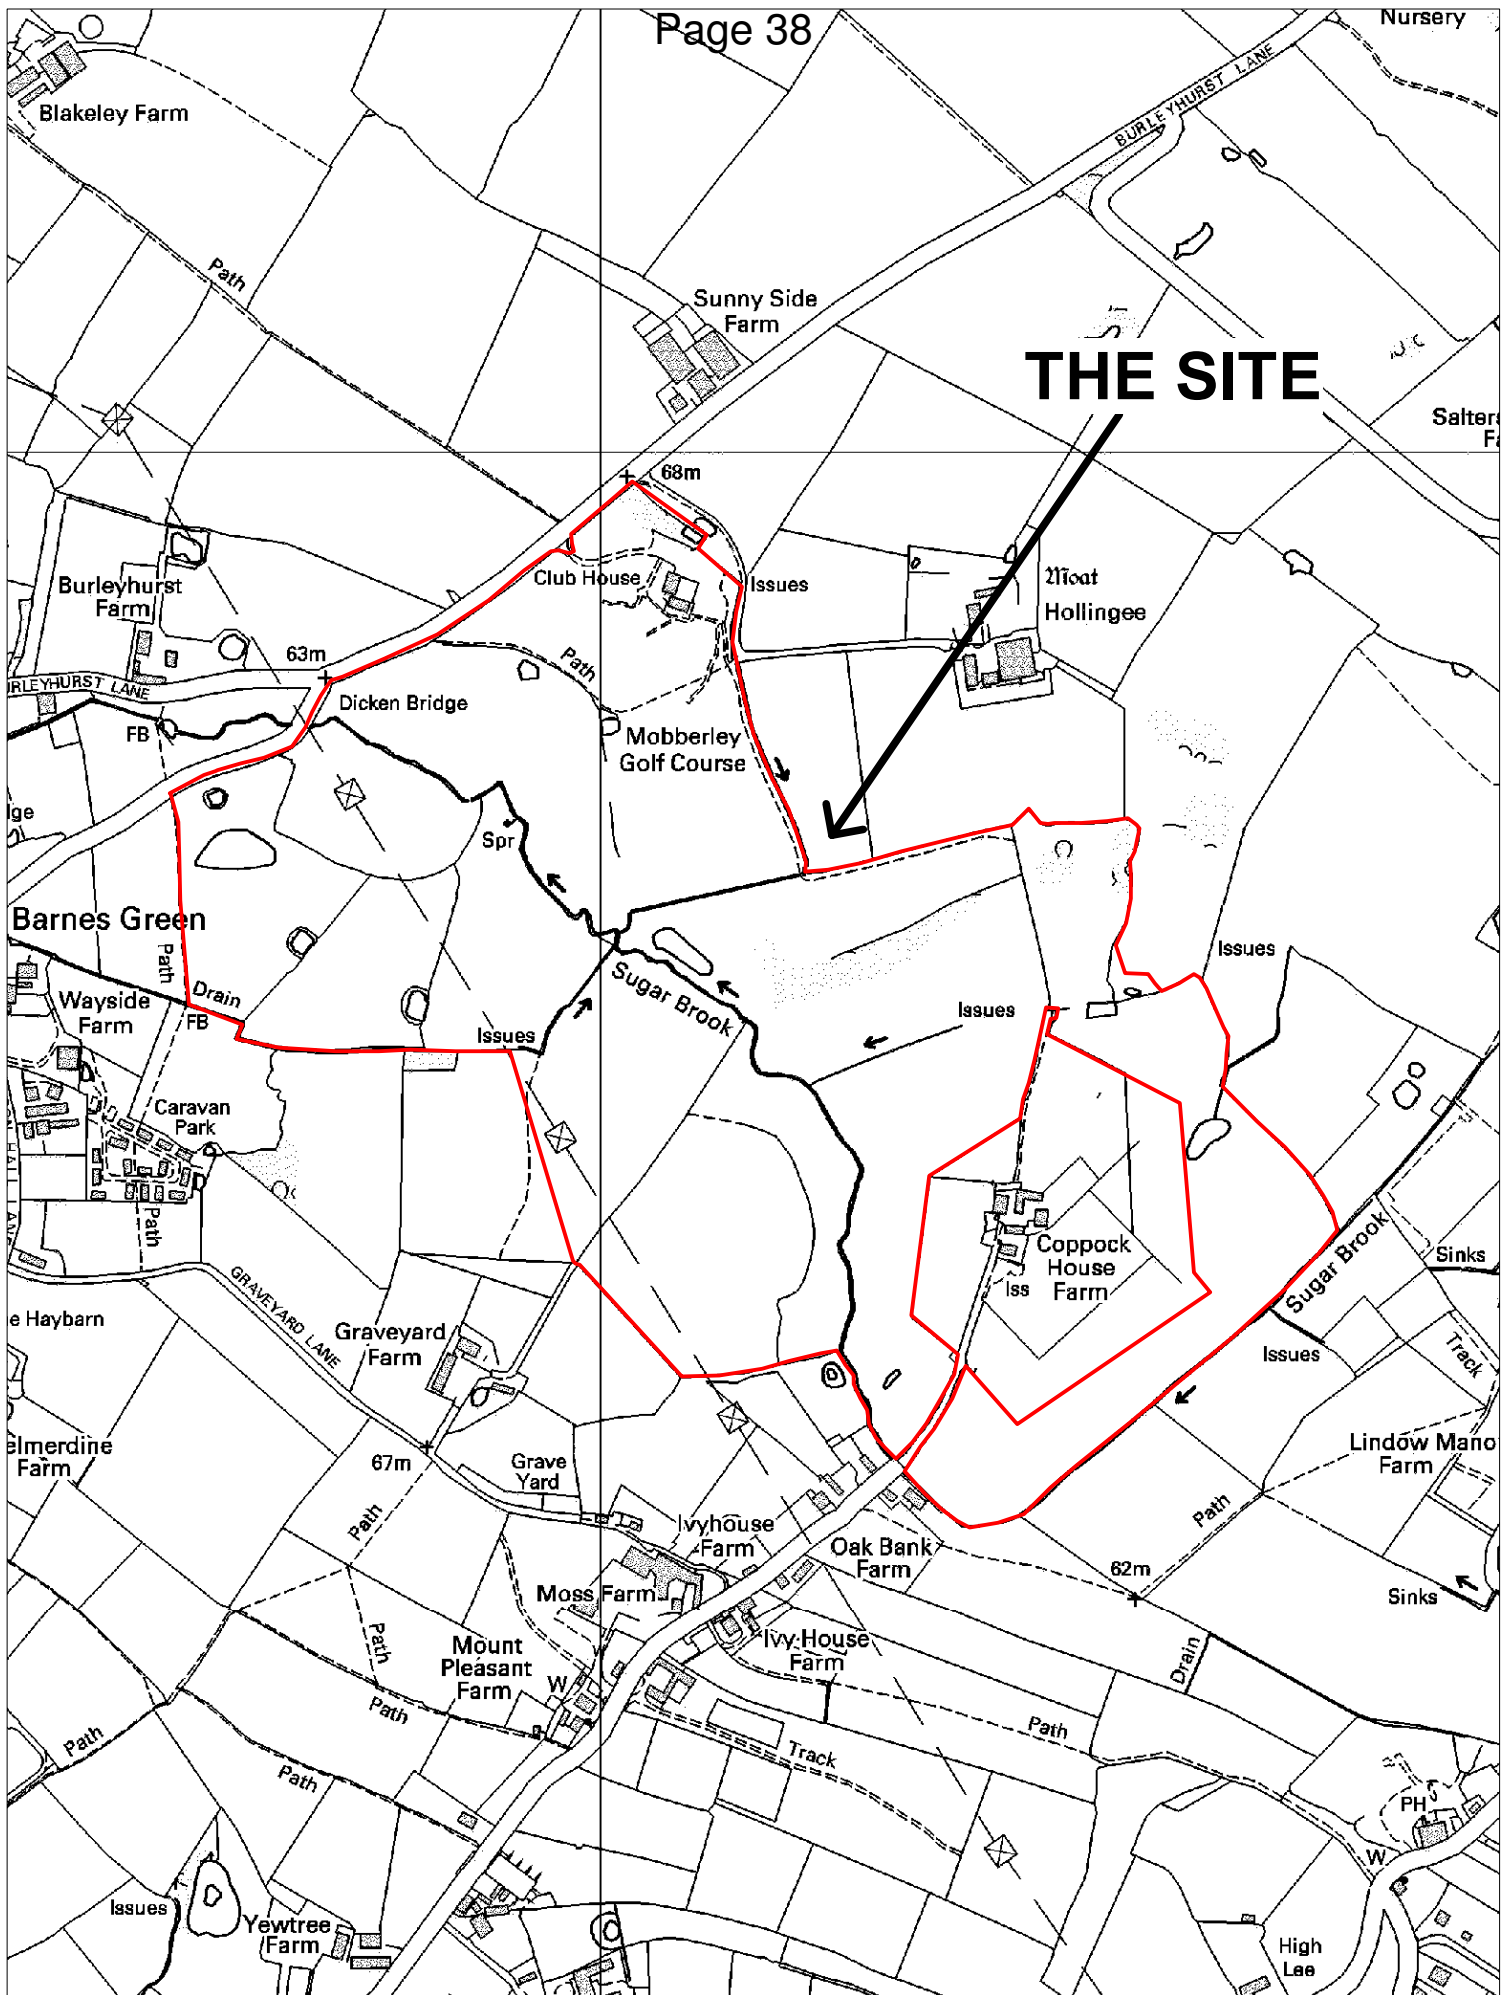 Page 38
Nursery
BURLEYHURST LANE
Blakeley Farm
Path
Sunny Side
Farm
THE SITE
68m
Club House
Issues
Moat
Hollingee
Burleyhurst
Farm
63m
Path
Dicken Bridge
FB
Mobberley
Golf Course
Spr
Barnes Green
Path
Drain
Wayside
Farm
FB
Issues
Sugar Brook
Issues
Issues
Caravan
Park
Path
Coppock
House
Farm
Iss
Sugar Brook
Sinks
GRAVEYARD LANE
e Haybarn
Graveyard
Farm
Issues
Track
elmerdine
Farm
67m
Grave
Yard
Lindow Mano
Farm
Path
Path
Ivyhouse
Farm
Oak Bank
Farm
62m
Sinks
Moss Farm
Path
Mount
Pleasant
Farm
W
Ivy House
Farm
Drain
Path
Path
Path
Track
Path
PH
W
Issues
Yewtree
Farm
High
Lee